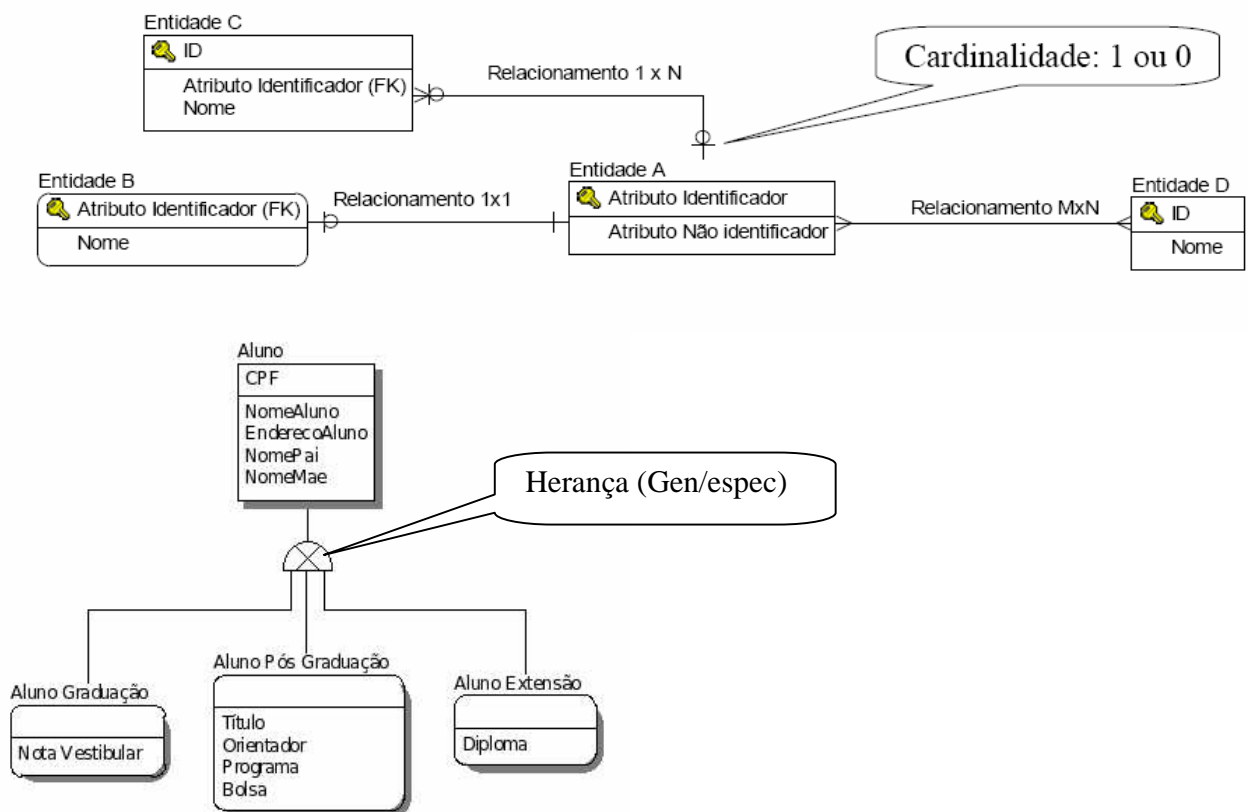 Entidade C
ID
Atributo Identificador (FK)
Nome
Relacionamento 1 x N
Cardinalidade: 1 ou 0
Entidade B
Atributo Identificador (FK)
Nome
Relacionamento 1x1
Entidade A
Atributo Identificador
Atributo Não identificador
Relacionamento MxN
Entidade D
ID
Nome
Aluno
CPF
NomeAluno
EnderecoAluno
NomePai
NomeMae
Herança (Gen/espec)
Aluno Graduação
Nota Vestibular
Aluno Pós Graduação
Título
Orientador
Programa
Bolsa
Aluno Extensão
Diploma